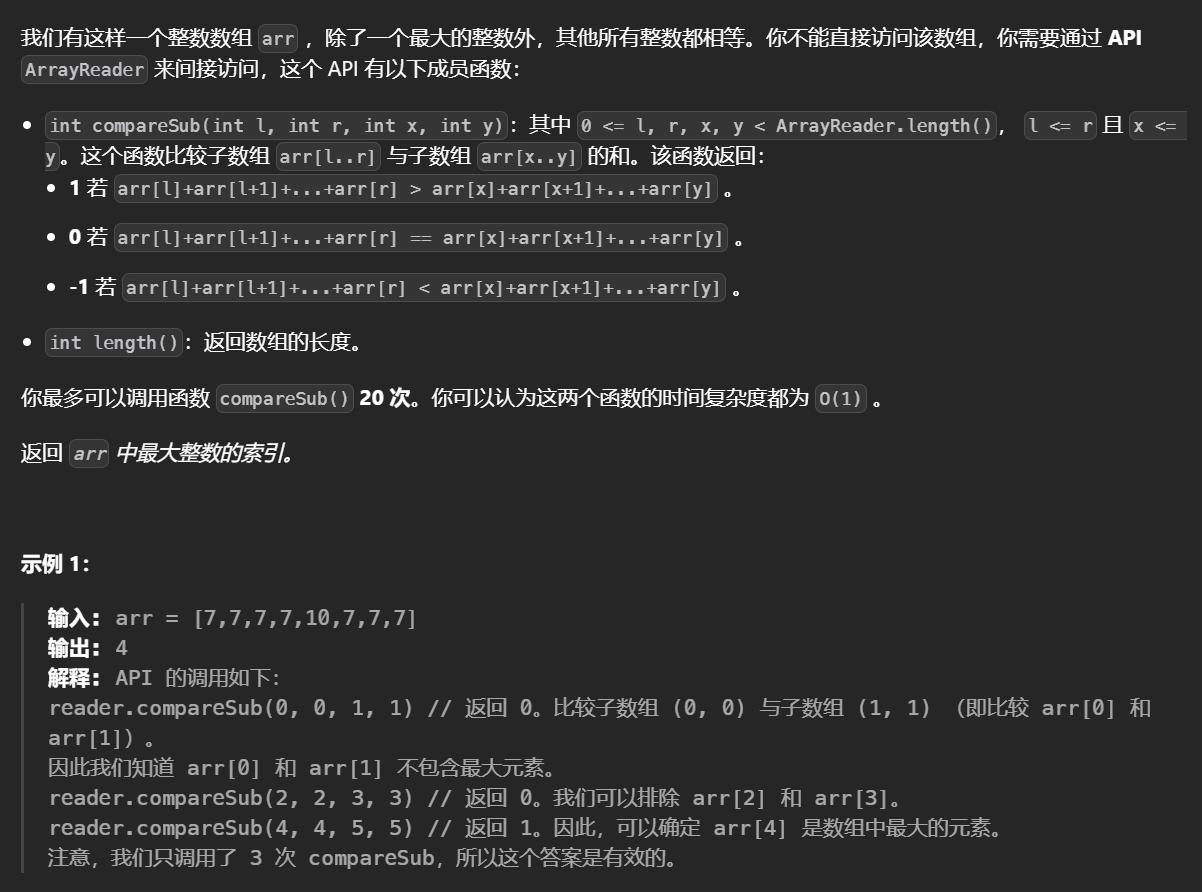 我们有这样一个整数数组 arr ，除了一个最大的整数外，其他所有整数都相等。你不能直接访问该数组，你需要通过 API
ArrayReader 来间接访问，这个 API 有以下成员函数：
• int compareSub(int l, int r, int x, int y)：其中 0 <= l, r, x, y < ArrayReader.length()， l <= r 且 x <=
y。这个函数比较子数组 arr[l..r] 与子数组 arr[x..y] 的和。该函数返回：
• 1 若 arr[l]+arr[l+1]+...+arr[r] > arr[x]+arr[x+1]+...+arr[y] 。
• 0 若 arr[l]+arr[l+1]+...+arr[r] == arr[x]+arr[x+1]+...+arr[y] 。
• -1 若 arr[l]+arr[l+1]+...+arr[r] < arr[x]+arr[x+1]+...+arr[y] 。
• int length()：返回数组的长度。
你最多可以调用函数 compareSub() 20 次。你可以认为这两个函数的时间复杂度都为 O(1) 。
返回 arr 中最大整数的索引。
示例 1：
输入：arr = [7,7,7,7,10,7,7,7]
输出：4
解释：API 的调用如下：
reader.compareSub(0, 0, 1, 1) // 返回 0。比较子数组 (0, 0) 与子数组 (1, 1) （即比较 arr[0] 和
arr[1]）。
因此我们知道 arr[0] 和 arr[1] 不包含最大元素。
reader.compareSub(2, 2, 3, 3) // 返回 0。我们可以排除 arr[2] 和 arr[3]。
reader.compareSub(4, 4, 5, 5) // 返回 1。因此，可以确定 arr[4] 是数组中最大的元素。
注意，我们只调用了 3 次 compareSub，所以这个答案是有效的。